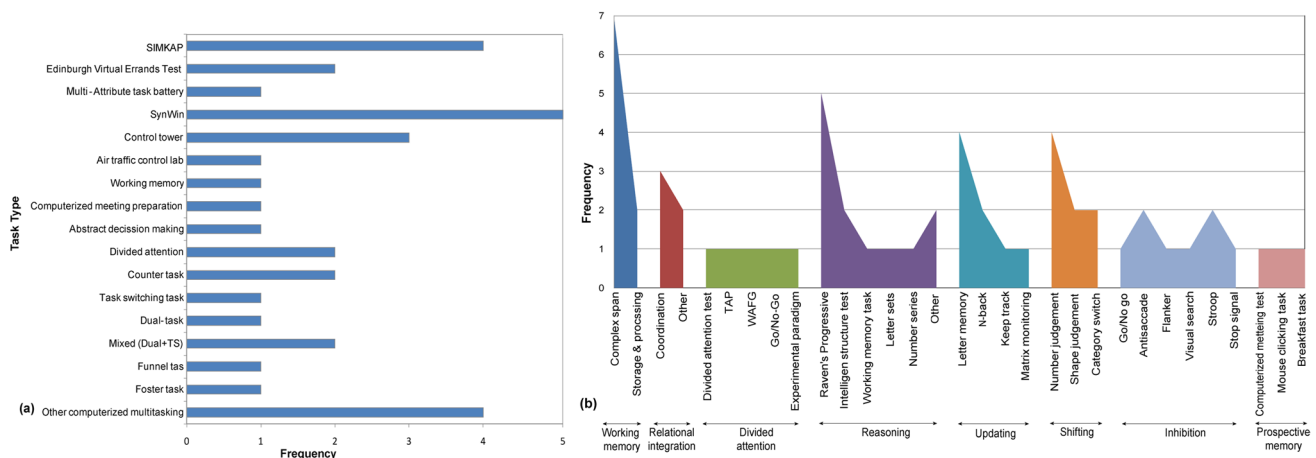 (a)
Task Type
SIMKAP
Edinburgh Virtual Errands Test
Multi - Attribute task battery
SynWin
Control tower
Air traffic control lab
Working memory
Computerized meeting preparation
Abstract decission making
Divided attention
Counter task
Task switching task
Dual- task
Mixed (Dual+TS)
Funnel tas
Foster task
Other computerized multitasking
0 1 2 3 4 5
Frequency
(b)
Frequency
7
6
5
4
3
2
1
0
Complex span
Storage & procssing
Coordination
Other
Divided attention test
TAP
WAFG
Go/No-Go
Experimental paradigm
Raven's Progressive
Intelligen structure test
Working memory task
Letter sets
Number series
Other
Letter memory
N-back
Keep track
Matrix monitoring
Number judgement
Shape judgement
Category switch
Go/No go
Antisaccade
Flanker
Visual search
Stroop
Stop signal
Computerized metteing test
Mouse clicking task
Breakfast task
Working
memory
Relational
integration
Divided
attention
Reasoning
Updating
Shifting
Inhibition
Prospective
memory